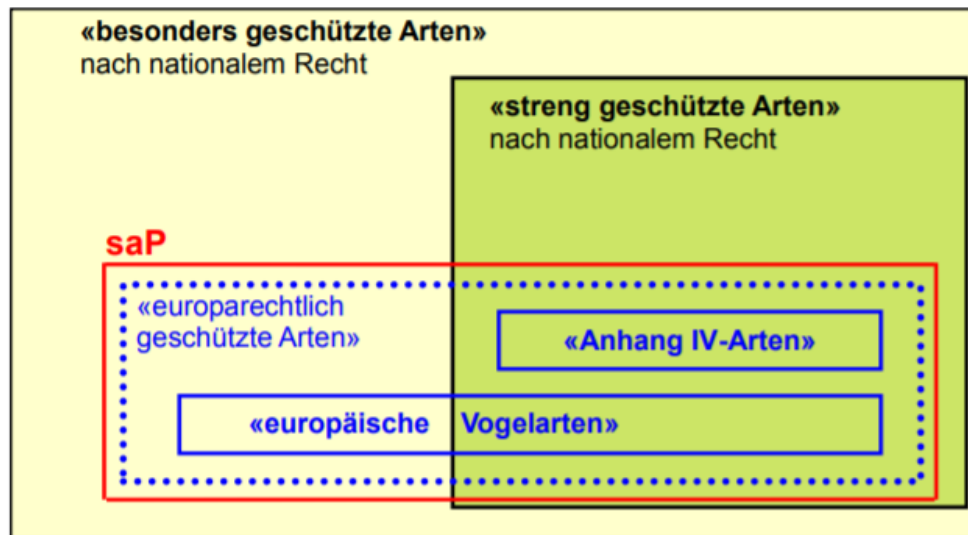 «besonders geschützte Arten»
nach nationalem Recht
«streng geschützte Arten»
nach nationalem Recht
saP
«europarechtlich
geschützte Arten»
«Anhang IV-Arten»
«europäische Vogelarten»